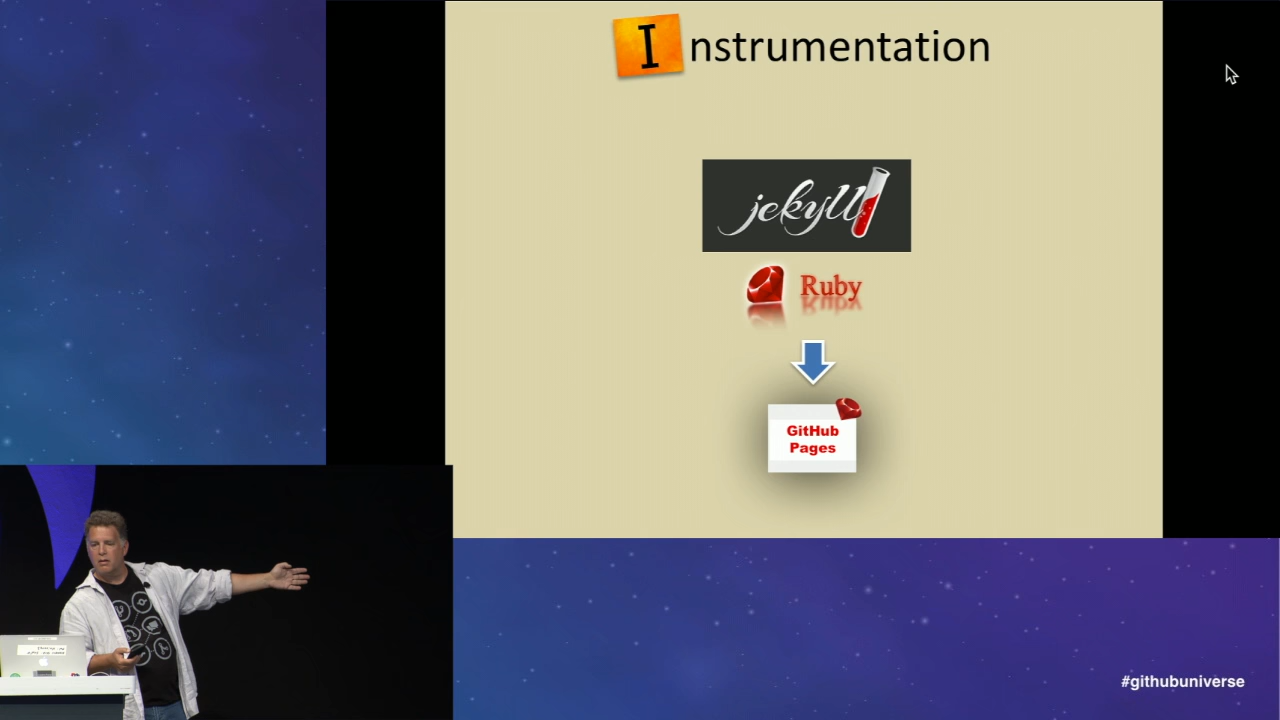 Instrumentation
jekyll
Ruby
GitHub
Pages
#githubuniverse